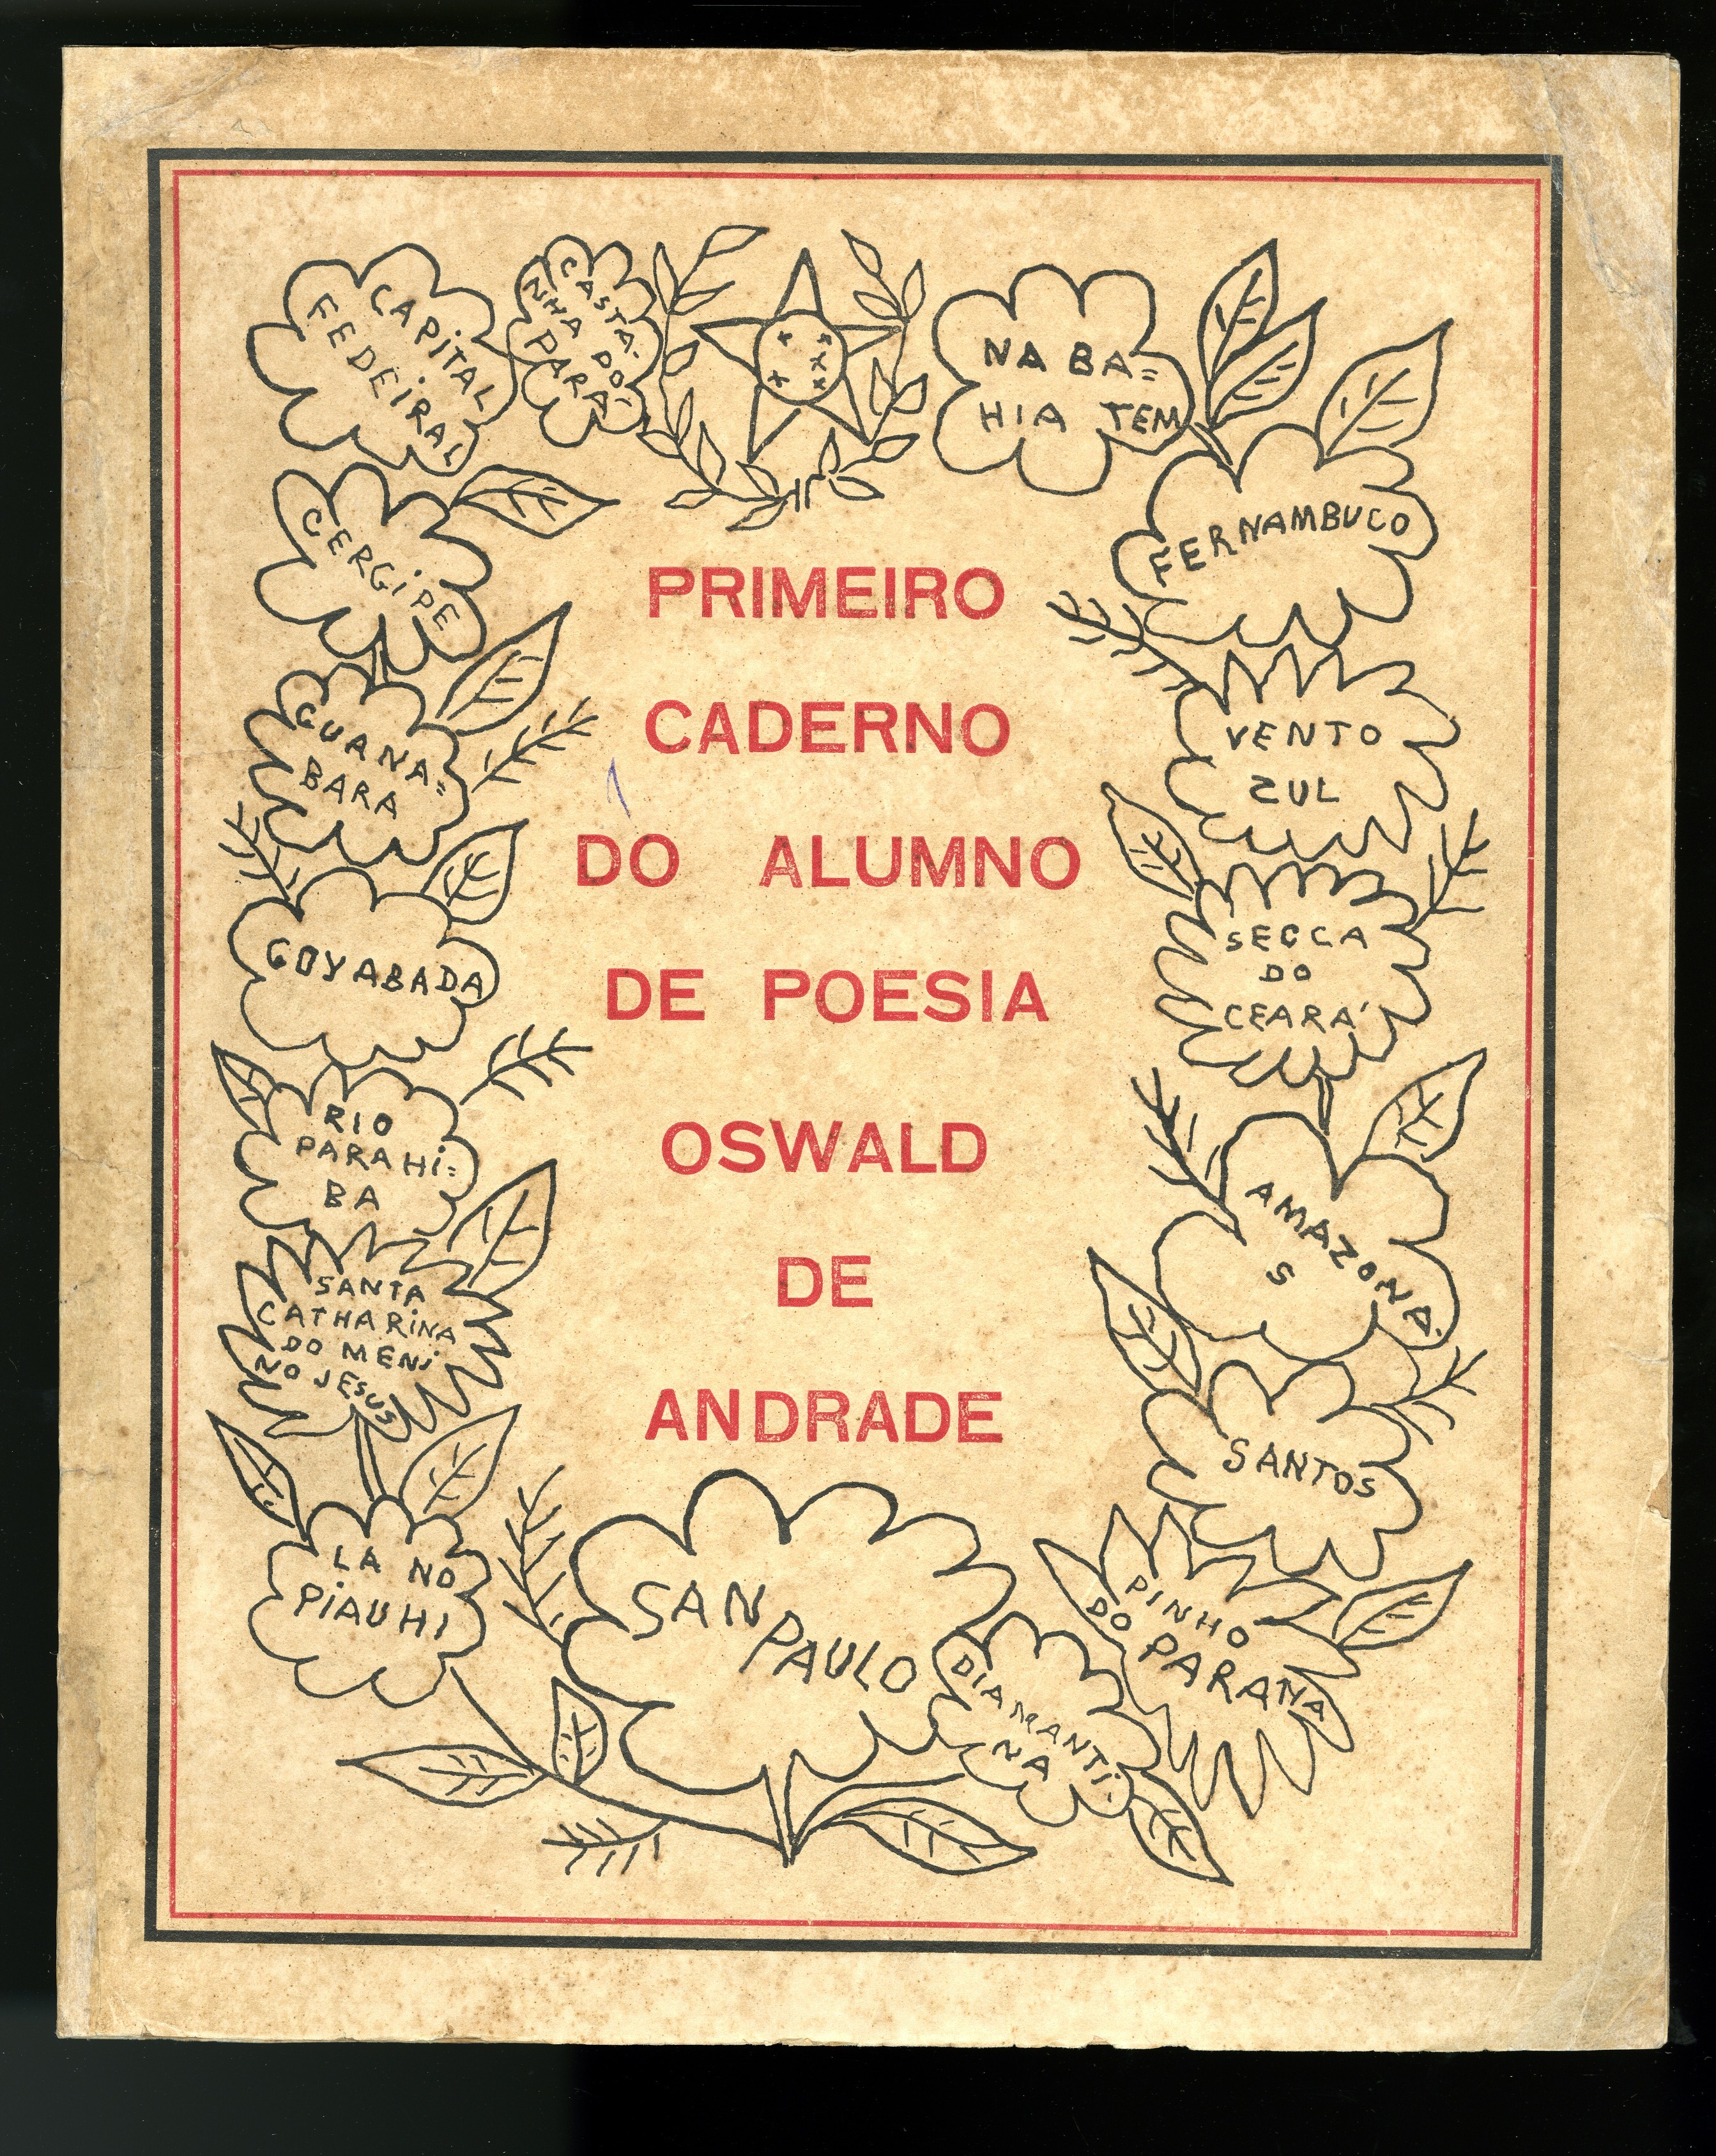 CAPiTAL
FEDEiRAL
CASTA-
NHA DO
PARÁ
NA BA=
HIA TEM
CERGiPE
FERNAMBUCO
GUANA=
BARA
VENTO
ZUL
GOYABADA
SECCA
DO
CEARÁ
RIO
PARAHi=
BA
AMAZONA-
S
SANTA
CATHARiNA
DO MENi
NO JESUS
SANTOS
LA NO
PiAUHI
SAN
PAULO
DIAMANTi-
NA
PINHO
DO PARANA
PRIMEIRO
CADERNO
DO ALUMNO
DE POESIA
OSWALD
DE
ANDRADE